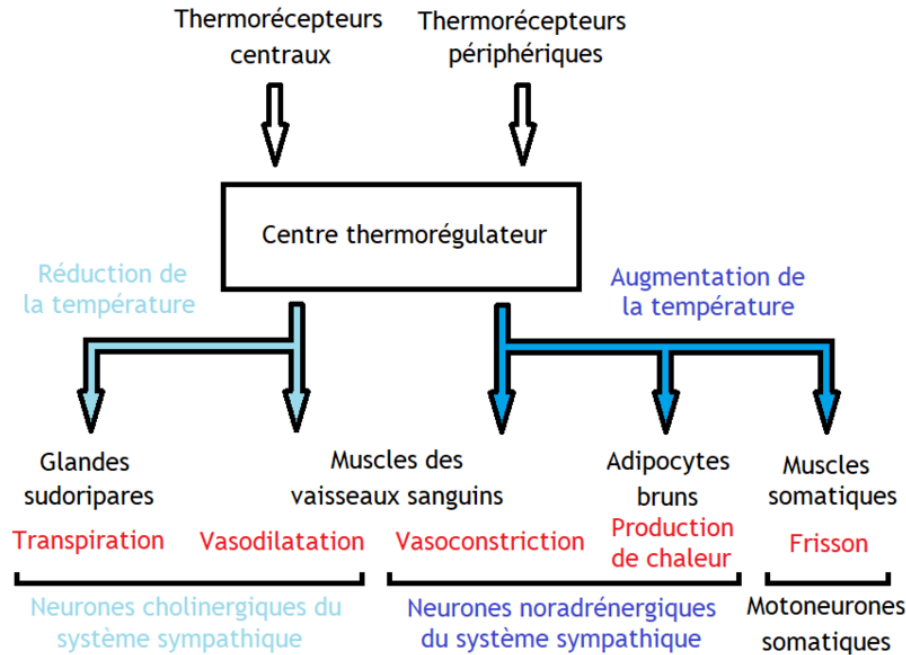 Thermorécepteurs
centraux
Thermorécepteurs
périphériques
Centre thermorégulateur
Réduction de
la température
Augmentation de
la température
Glandes
sudoripares
Muscles des
vaisseaux sanguins
Adipocytes
bruns
Muscles
somatiques
Transpiration
Vasodilatation
Vasoconstriction
Production
de chaleur
Frisson
Neurones cholinergiques du
système sympathique
Neurones noradrénergiques
du système sympathique
Motoneurones
somatiques